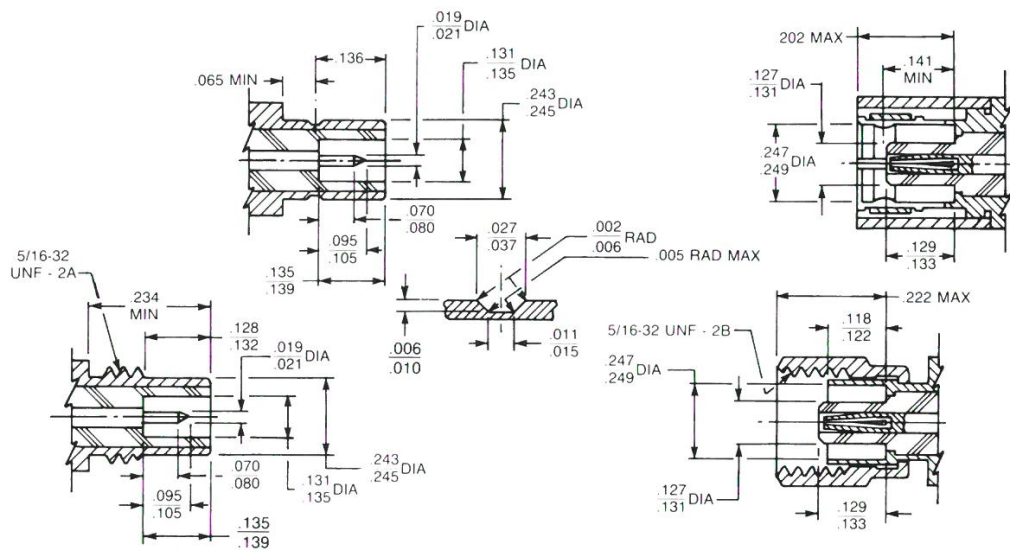 .019
.021 DIA
.136
.131
.135 DIA
.065 MIN
.243
.245 DIA
.070
.080
.095
.105
.135
.139
202 MAX
.141
MIN
.127
.131 DIA
.247
.249 DIA
.129
.133
.027
.037
.002
.006 RAD
.005 RAD MAX
.006
.010
.011
.015
5/16-32
UNF - 2A
.234
MIN
.128
.132
.019
.021 DIA
.243
.245 DIA
.131
.135 DIA
.070
.080
.095
.105
.135
.139
.222 MAX
.118
.122
5/16-32 UNF - 2B
.247
.249 DIA
.127
.131 DIA
.129
.133